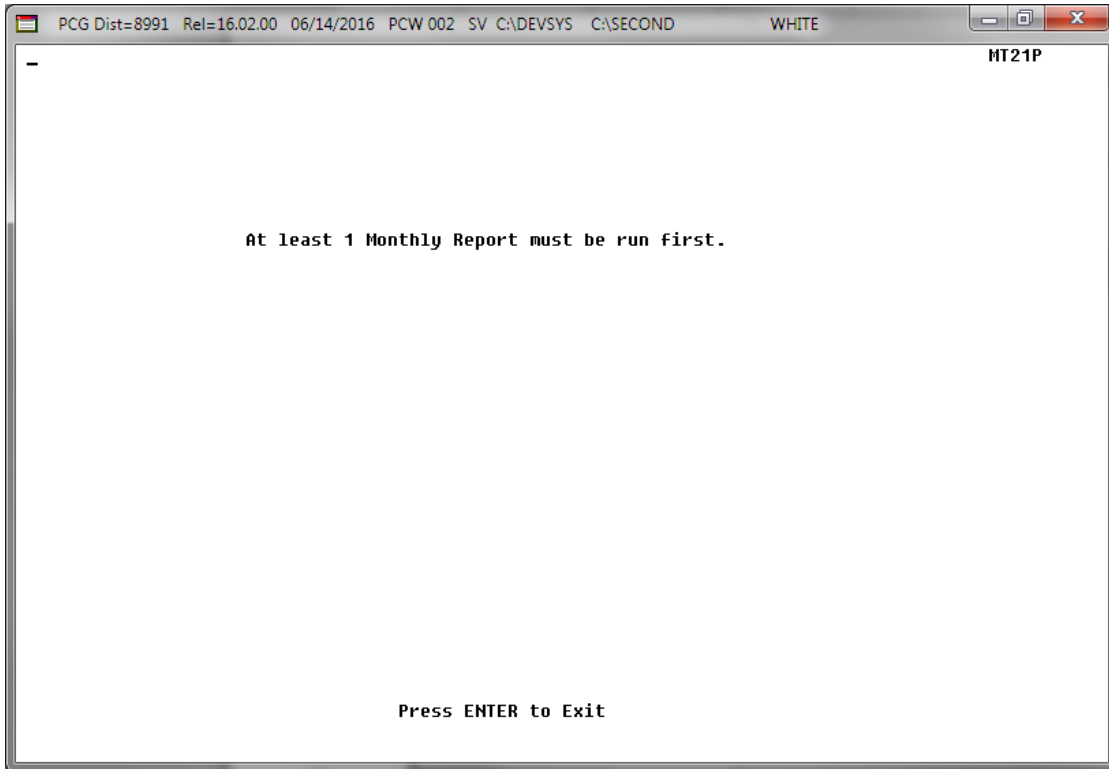 PCG Dist=8991 Rel=16.02.00 06/14/2016 PCW 002 SV C:\DEVSYS C:\SECOND WHITE
MT21P
At least 1 Monthly Report must be run first.
Press ENTER to Exit